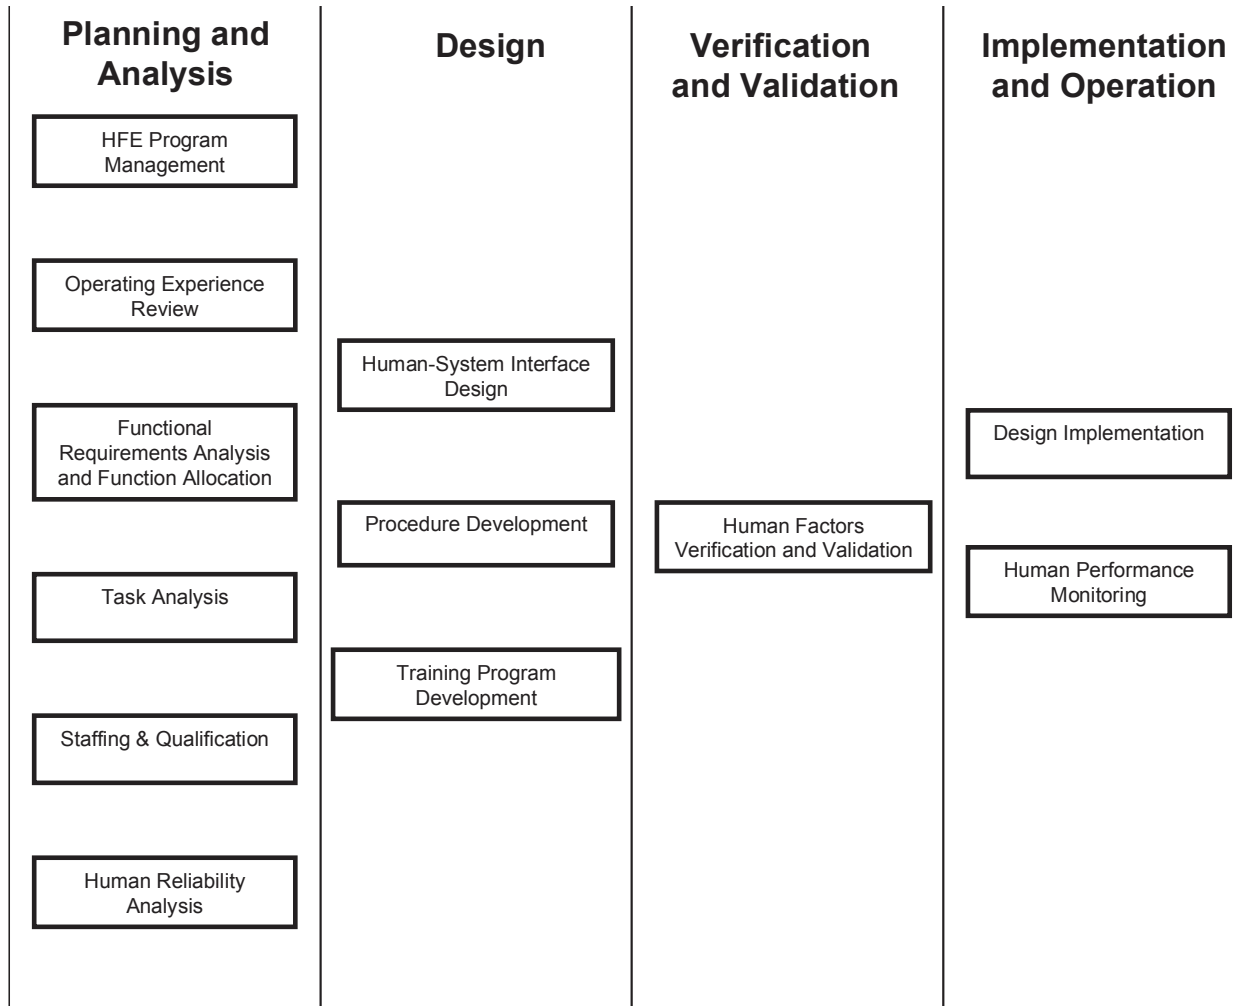 Planning and
Analysis
HFE Program
Management
Operating Experience
Review
Functional
Requirements Analysis
and Function Allocation
Task Analysis
Staffing & Qualification
Human Reliability
Analysis
Design
Human-System Interface
Design
Procedure Development
Training Program
Development
Verification
and Validation
Human Factors
Verification and Validation
Implementation
and Operation
Design Implementation
Human Performance
Monitoring